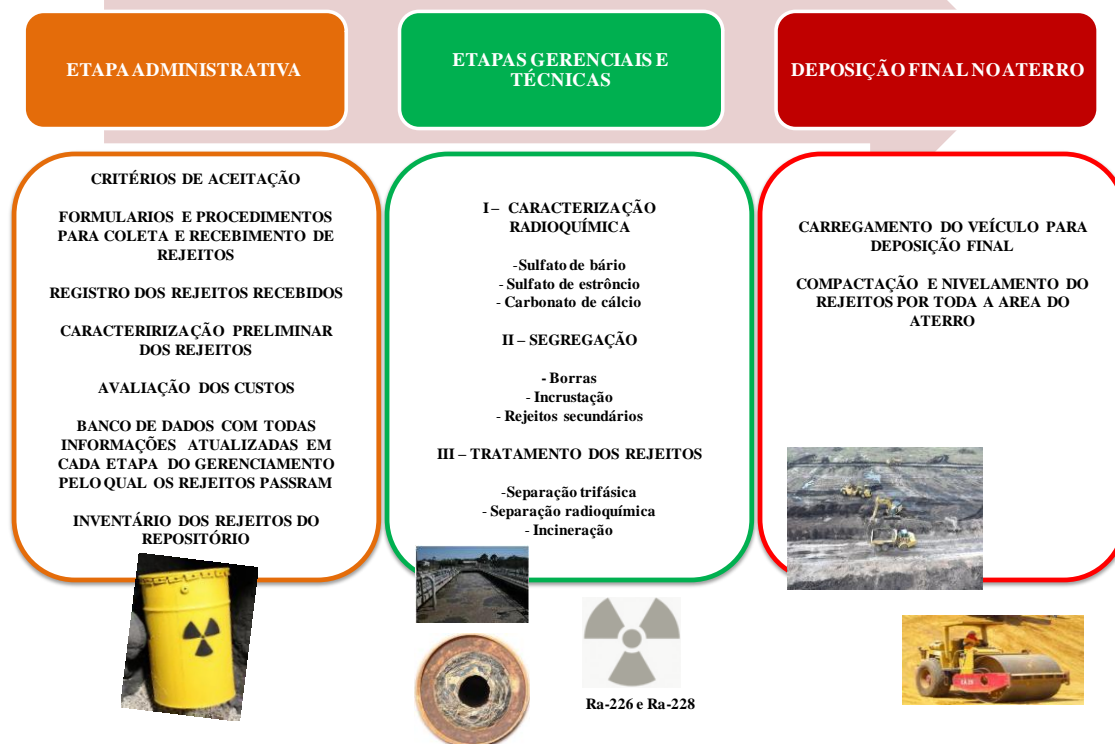 ETAPA ADMINISTRATIVA
CRITÉRIOS DE ACEITAÇÃO
FORMULARIOS E PROCEDIMENTOS
PARA COLETA E RECEBIMENTO DE
REJEITOS
REGISTRO DOS REJEITOS RECEBIDOS
CARACTERIRIZAÇÃO PRELIMINAR
DOS REJEITOS
AVALIAÇÃO DOS CUSTOS
BANCO DE DADOS COM TODAS
INFORMAÇÕES ATUALIZADAS EM
CADA ETAPA DO GERENCIAMENTO
PELO QUAL OS REJEITOS PASSRAM
INVENTÁRIO DOS REJEITOS DO
REPOSITÓRIO
ETAPAS GERENCIAIS E
TÉCNICAS
I – CARACTERIZAÇÃO
RADIOQUÍMICA
-Sulfato de bário
- Sulfato de estrôncio
- Carbonato de cálcio
II – SEGREGAÇÃO
- Borras
- Incrustação
- Rejeitos secundários
III – TRATAMENTO DOS REJEITOS
-Separação trifásica
- Separação radioquímica
- Incineração
Ra-226 e Ra-228
DEPOSIÇÃO FINAL NO ATERRO
CARREGAMENTO DO VEÍCULO PARA
DEPOSIÇÃO FINAL
COMPACTAÇÃO E NIVELAMENTO DO
REJEITOS POR TODA A AREA DO
ATERRO